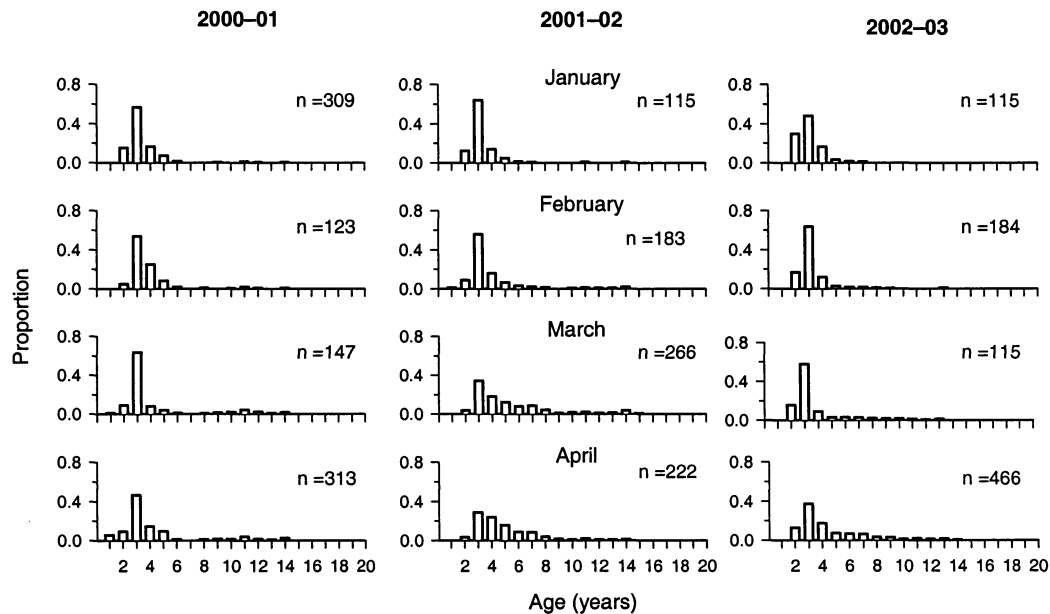 2000–01 2001–02 2002–03
January
0.8 0.4 0.0 n =309 0.8 0.4 0.0 n =115 0.8 0.4 0.0 n =115
February
0.8 0.4 0.0 n =123 0.8 0.4 0.0 n =183 0.8 0.4 0.0 n =184
March
0.8 0.4 0.0 n =147 0.8 0.4 0.0 n =266 0.8 0.4 0.0 n =115
April
0.8 0.4 0.0 n =313 0.8 0.4 0.0 n =222 0.8 0.4 0.0 n =466
2 4 6 8 10 12 14 16 18 20 2 4 6 8 10 12 14 16 18 20 2 4 6 8 10 12 14 16 18 20
Proportion
Age (years)